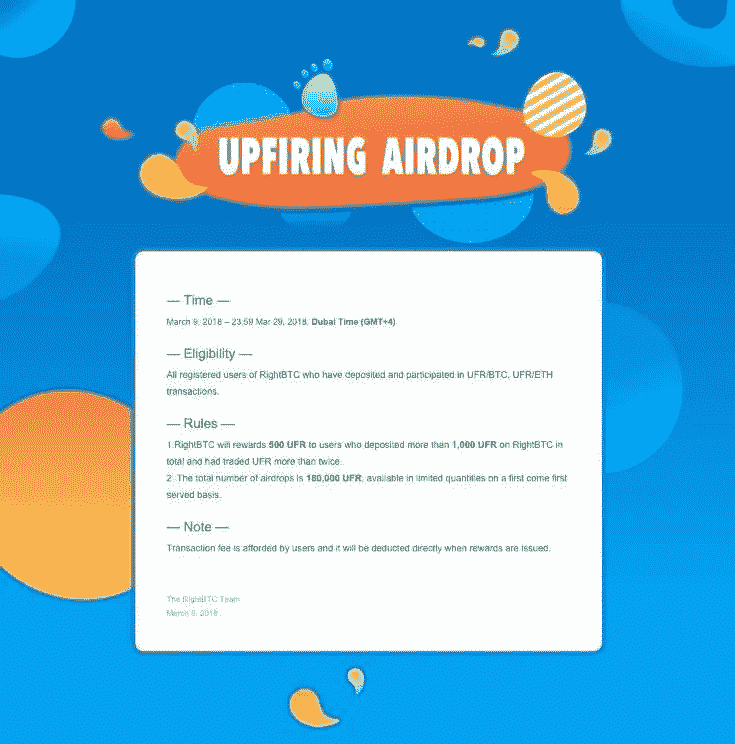 UPFIRING AIRDROP
— Time —
March 9, 2018 – 23:59 Mar 29, 2018, Dubai Time (GMT+4)
— Eligibility —
All registered users of RightBTC who have deposited and participated in UFR/BTC, UFR/ETH
transactions.
— Rules —
1.RightBTC will rewards 500 UFR to users who deposited more than 1,000 UFR on RightBTC in
total and had traded UFR more than twice.
2. The total number of airdrops is 180,000 UFR, available in limited quantities on a first come first
served basis.
— Note —
Transaction fee is afforded by users and it will be deducted directly when rewards are issued.
The RightBTC Team
March 9, 2018